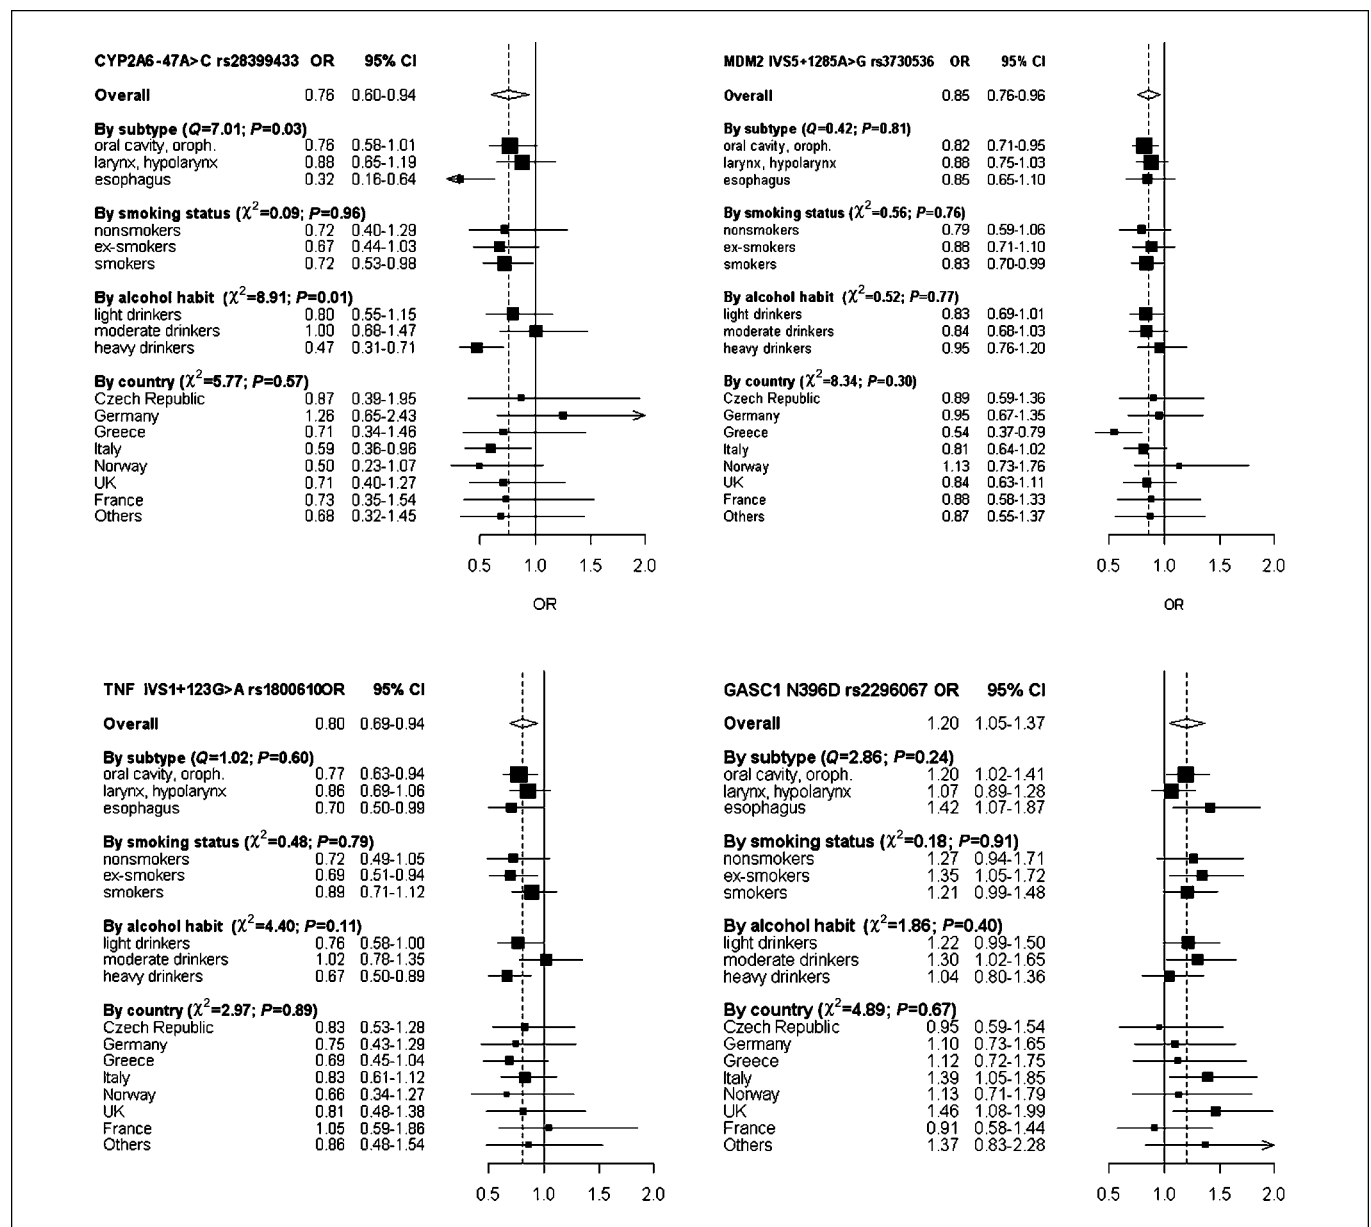 CYP2A6-47A>C rs28399433 OR 95% CI
Overall 0.76 0.60-0.94
By subtype (Q=7.01; P=0.03)
oral cavity, oroph. 0.76 0.58-1.01
larynx, hypolarynx 0.88 0.65-1.19
esophagus 0.32 0.16-0.64
By smoking status (χ²=0.09; P=0.96)
nonsmokers 0.72 0.40-1.29
ex-smokers 0.67 0.44-1.03
smokers 0.72 0.53-0.98
By alcohol habit (χ²=8.91; P=0.01)
light drinkers 0.80 0.55-1.15
moderate drinkers 1.00 0.68-1.47
heavy drinkers 0.47 0.31-0.71
By country (χ²=5.77; P=0.57)
Czech Republic 0.87 0.39-1.95
Germany 1.26 0.65-2.43
Greece 0.71 0.34-1.46
Italy 0.59 0.36-0.96
Norway 0.50 0.23-1.07
UK 0.71 0.40-1.27
France 0.73 0.35-1.54
Others 0.68 0.32-1.45
0.5 1.0 1.5 2.0
OR
MDM2 IVS5+1285A>G rs3730536 OR 95% CI
Overall 0.85 0.76-0.96
By subtype (Q=0.42; P=0.81)
oral cavity, oroph. 0.82 0.71-0.95
larynx, hypolarynx 0.88 0.75-1.03
esophagus 0.85 0.65-1.10
By smoking status (χ²=0.56; P=0.76)
nonsmokers 0.79 0.59-1.06
ex-smokers 0.88 0.71-1.10
smokers 0.83 0.70-0.99
By alcohol habit (χ²=0.52; P=0.77)
light drinkers 0.83 0.69-1.01
moderate drinkers 0.84 0.68-1.03
heavy drinkers 0.95 0.76-1.20
By country (χ²=8.34; P=0.30)
Czech Republic 0.89 0.59-1.36
Germany 0.95 0.67-1.35
Greece 0.54 0.37-0.79
Italy 0.81 0.64-1.02
Norway 1.13 0.73-1.76
UK 0.84 0.63-1.11
France 0.88 0.58-1.33
Others 0.87 0.55-1.37
0.5 1.0 1.5 2.0
OR
TNF IVS1+123G>A rs1800610OR 95% CI
Overall 0.80 0.69-0.94
By subtype (Q=1.02; P=0.60)
oral cavity, oroph. 0.77 0.63-0.94
larynx, hypolarynx 0.86 0.69-1.06
esophagus 0.70 0.50-0.99
By smoking status (χ²=0.48; P=0.79)
nonsmokers 0.72 0.49-1.05
ex-smokers 0.69 0.51-0.94
smokers 0.89 0.71-1.12
By alcohol habit (χ²=4.40; P=0.11)
light drinkers 0.76 0.58-1.00
moderate drinkers 1.02 0.78-1.35
heavy drinkers 0.67 0.50-0.89
By country (χ²=2.97; P=0.89)
Czech Republic 0.83 0.53-1.28
Germany 0.75 0.43-1.29
Greece 0.69 0.45-1.04
Italy 0.83 0.61-1.12
Norway 0.66 0.34-1.27
UK 0.81 0.48-1.38
France 1.05 0.59-1.86
Others 0.86 0.48-1.54
0.5 1.0 1.5 2.0
GASC1 N396D rs2296067 OR 95% CI
Overall 1.20 1.05-1.37
By subtype (Q=2.86; P=0.24)
oral cavity, oroph. 1.20 1.02-1.41
larynx, hypolarynx 1.07 0.89-1.28
esophagus 1.42 1.07-1.87
By smoking status (χ²=0.18; P=0.91)
nonsmokers 1.27 0.94-1.71
ex-smokers 1.35 1.05-1.72
smokers 1.21 0.99-1.48
By alcohol habit (χ²=1.86; P=0.40)
light drinkers 1.22 0.99-1.50
moderate drinkers 1.30 1.02-1.65
heavy drinkers 1.04 0.80-1.36
By country (χ²=4.89; P=0.67)
Czech Republic 0.95 0.59-1.54
Germany 1.10 0.73-1.65
Greece 1.12 0.72-1.75
Italy 1.39 1.05-1.85
Norway 1.13 0.71-1.79
UK 1.46 1.08-1.99
France 0.91 0.58-1.44
Others 1.37 0.83-2.28
0.5 1.0 1.5 2.0